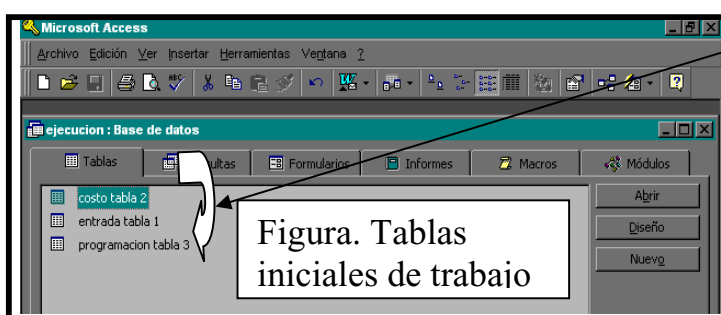 Microsoft Access
Archivo Edición Ver Insertar Herramientas Ventana ?
ejecucion : Base de datos
Tablas ultas Formularios Informes Macros Módulos
costo tabla 2 Abrir
entrada tabla 1 Diseño
programacion tabla 3 Nuevo
Figura. Tablas
iniciales de trabajo